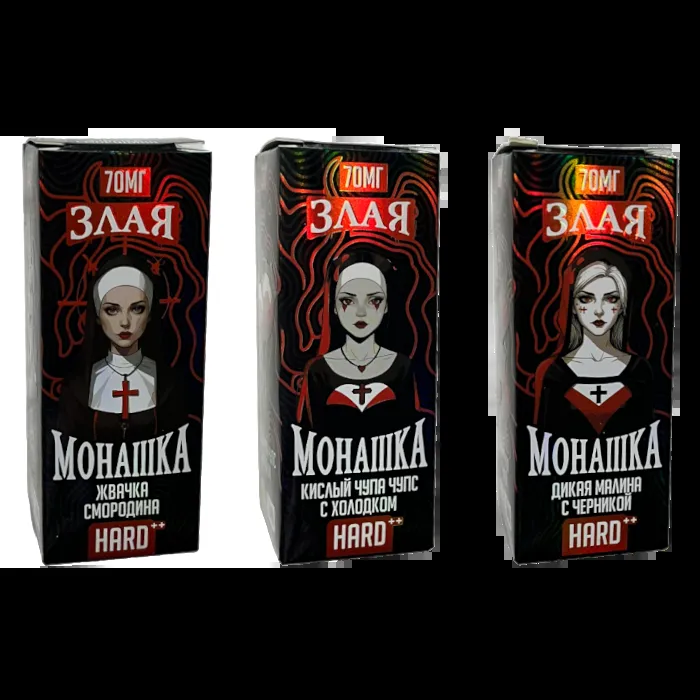 70МГ
ЗЛАЯ
МОНАШКА
ЖВАЧКА
СМОРОДИНА
HARD++
70МГ
ЗЛАЯ
МОНАШКА
КИСЛЫЙ ЧУПА ЧУПС
С ХОЛОДКОМ
HARD++
70МГ
ЗЛАЯ
МОНАШКА
ДИКАЯ МАЛИНА
С ЧЕРНИКОЙ
HARD++